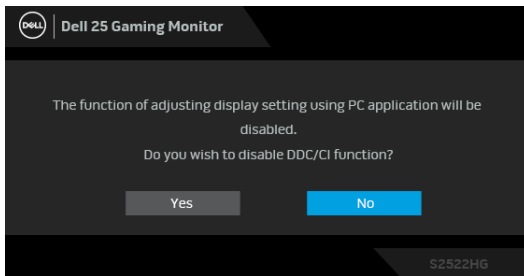 DELL
Dell 25 Gaming Monitor
The function of adjusting display setting using PC application will be
disabled.
Do you wish to disable DDC/CI function?
Yes
No
S2522HG